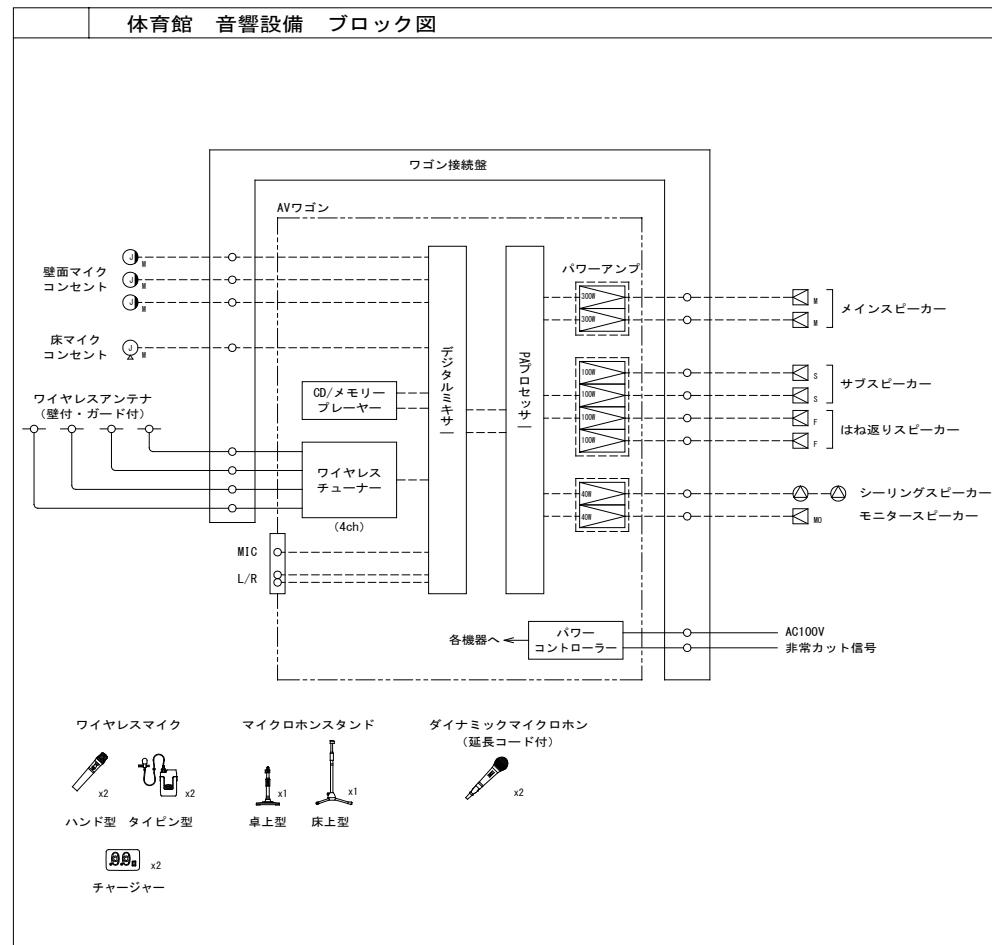 体育館 音響設備 ブロック図
ワゴン接続盤
AVワゴン
壁面マイク
コンセント
J
M
J
M
J
M
床マイク
コンセント
J
M
ワイヤレスアンテナ
(壁付・ガード付)
CD/メモリー
プレーヤー
ワイヤレス
チューナー
(4ch)
MIC
L/R
デジタルミキサー
PAプロセッサー
パワーアンプ
300W
300W
100W
100W
100W
100W
40W
40W
M
M
メインスピーカー
S
S
サブスピーカー
F
F
はね返りスピーカー
シーリングスピーカー
MO
モニタースピーカー
各機器へ
パワー
コントローラー
AC100V
非常カット信号
ワイヤレスマイク
x2
x2
ハンド型 タイピン型
x2
チャージャー
マイクロホンスタンド
x1
x1
卓上型 床上型
ダイナミックマイクロホン
(延長コード付)
x2